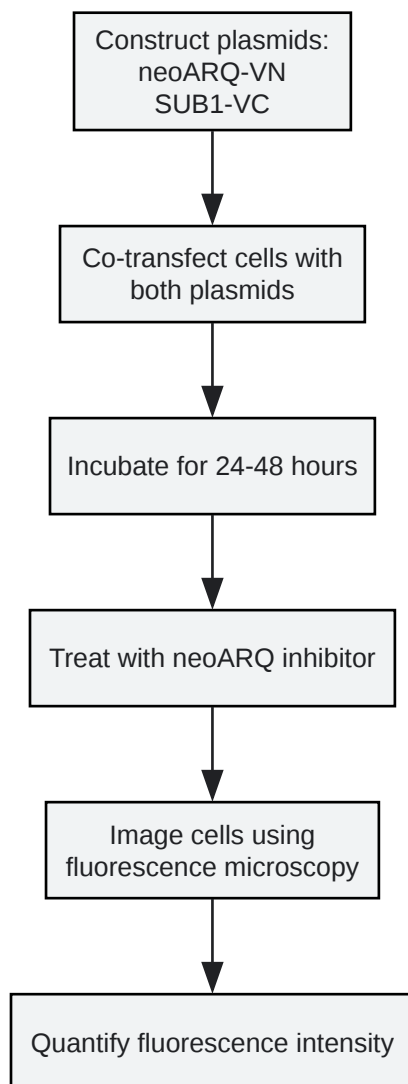 Construct plasmids:
neoARQ-VN
SUB1-VC
Co-transfect cells with
both plasmids
Incubate for 24-48 hours
Treat with neoARQ inhibitor
Image cells using
fluorescence microscopy
Quantify fluorescence intensity